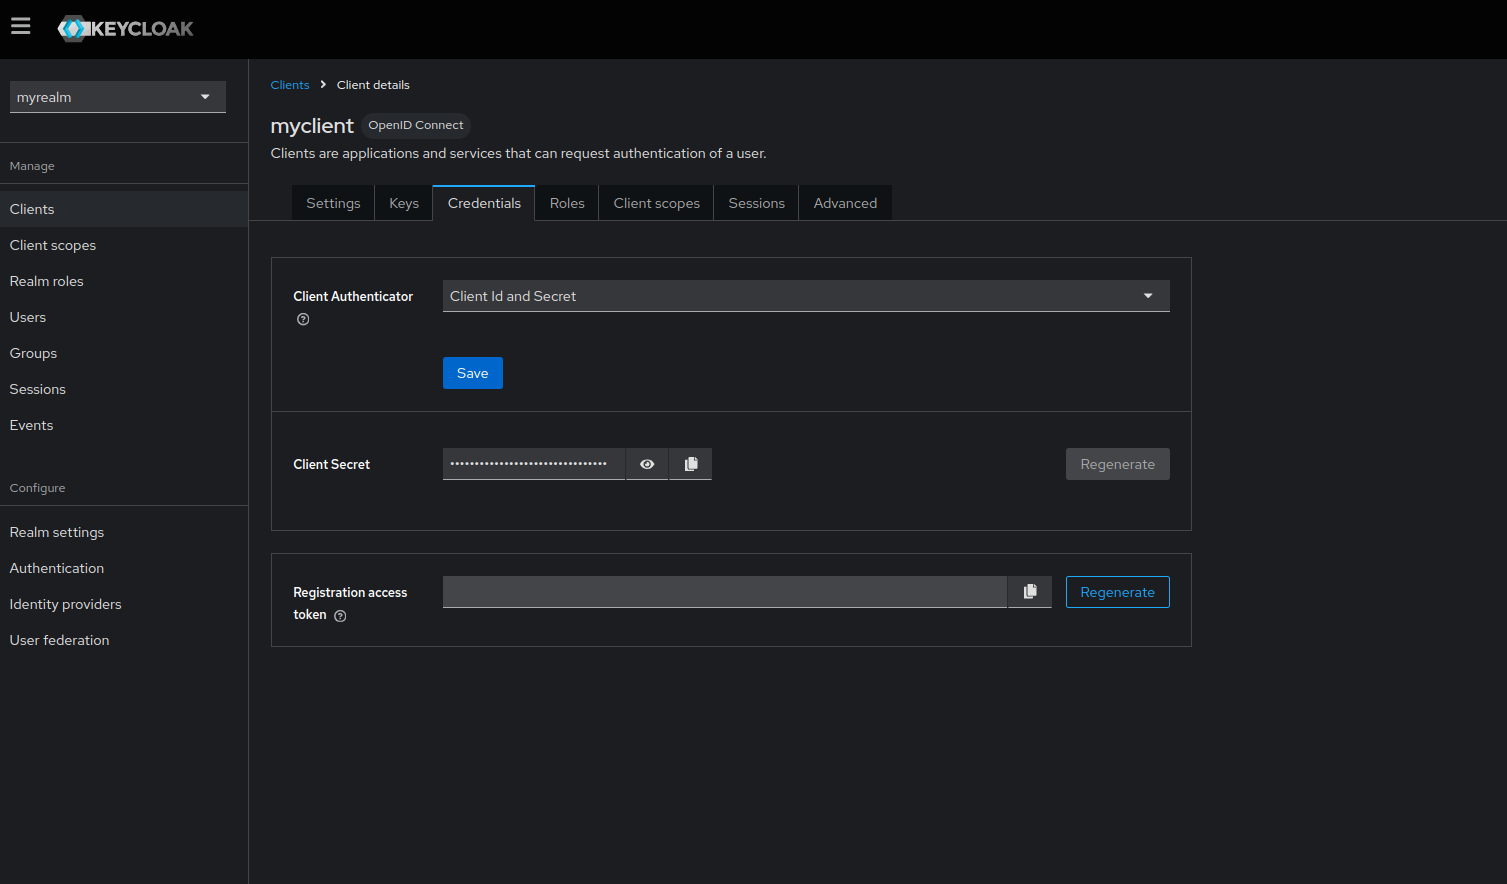 KEYCLOAK
myrealm
Manage
Clients
Client scopes
Realm roles
Users
Groups
Sessions
Events
Configure
Realm settings
Authentication
Identity providers
User federation
Clients > Client details
myclient OpenID Connect
Clients are applications and services that can request authentication of a user.
Settings Keys Credentials Roles Client scopes Sessions Advanced
Client Authenticator Client Id and Secret
Save
Client Secret •••••••••••••••••••••••••••••••• Regenerate
Registration access
token
Regenerate